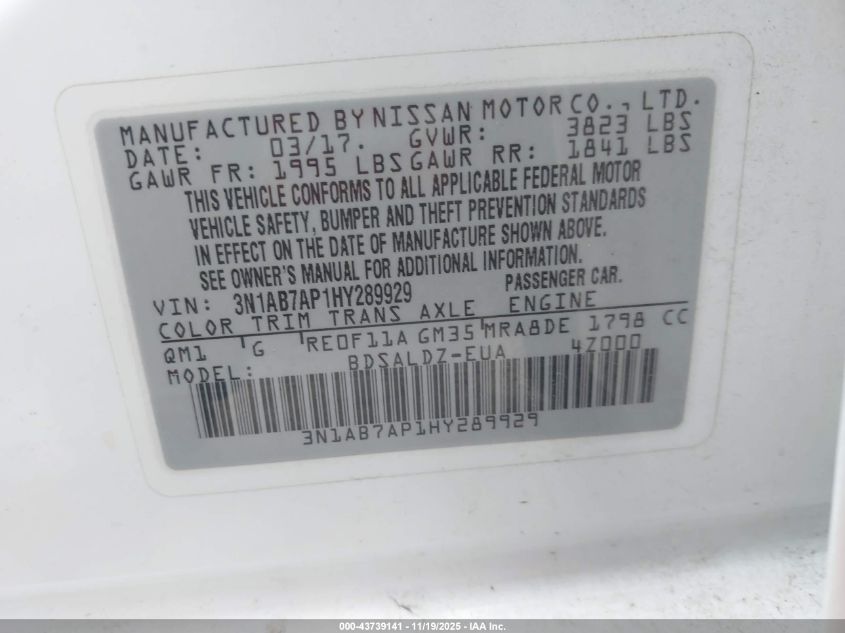 MANUFACTURED BY NISSAN MOTOR CO., LTD.
DATE: 03/17. GVWR: 3823 LBS
GAWR FR: 1995 LBS GAWR RR: 1841 LBS
THIS VEHICLE CONFORMS TO ALL APPLICABLE FEDERAL MOTOR
VEHICLE SAFETY, BUMPER AND THEFT PREVENTION STANDARDS
IN EFFECT ON THE DATE OF MANUFACTURE SHOWN ABOVE.
SEE OWNER'S MANUAL FOR ADDITIONAL INFORMATION.
VIN: 3N1AB7AP1HY289929 PASSENGER CAR.
COLOR TRIM TRANS AXLE ENGINE
QM1 G RE0F11A GM35 MRA8DE 1798 CC
MODEL: BDSALDZ-EUA 4Z000
3N1AB7AP1HY289929
000-43739141 - 11/19/2025 - IAA Inc.